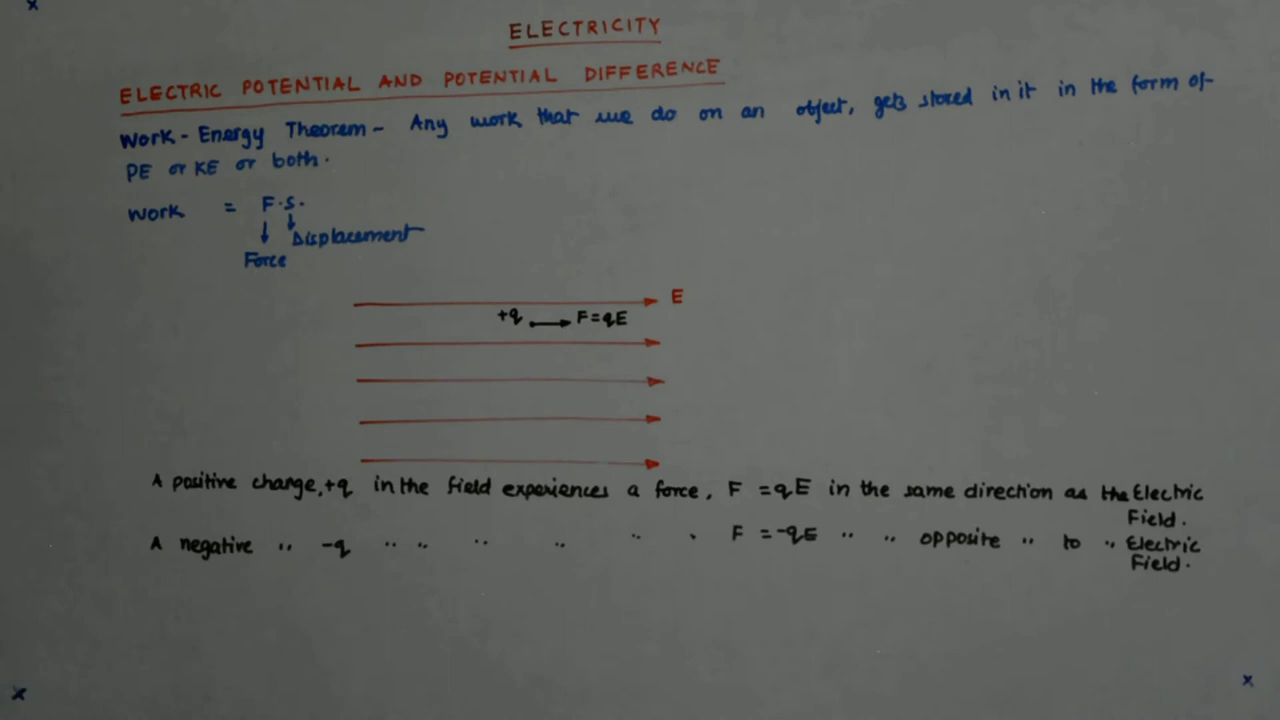 ELECTRICITY
ELECTRIC POTENTIAL AND POTENTIAL DIFFERENCE
Work - Energy Theorem - Any work that we do on an object, gets stored in it in the form of
PE or KE or both.
Work = F.S.
↓ ↓ Displacement
Force
E
+q F=qE
A positive charge,+q in the field experiences a force, F =qE in the same direction as the Electric
Field.
A negative " -q " " " " " " F =-qE " " opposite " to " Electric
Field.